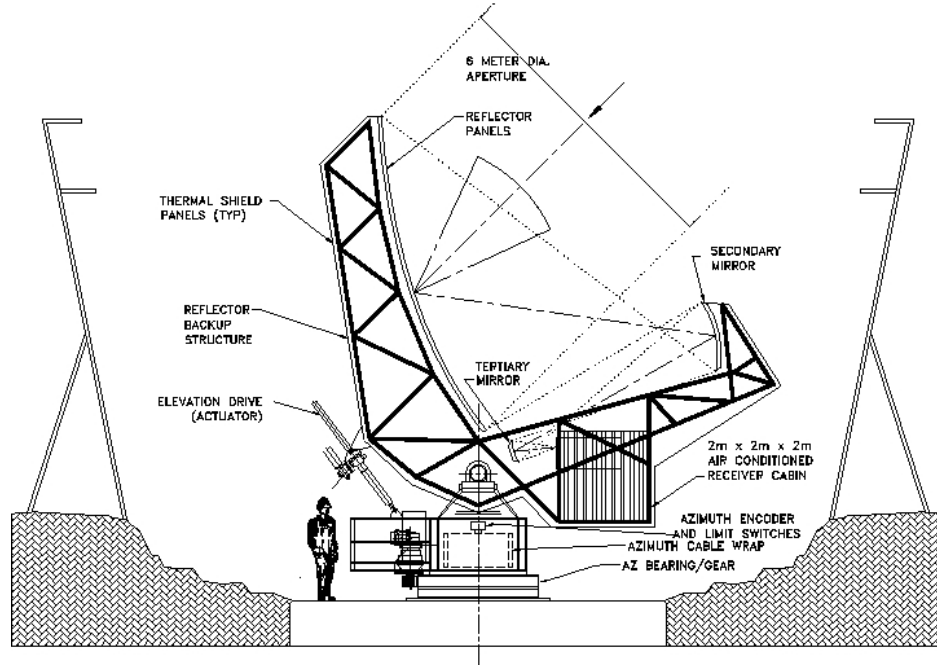 6 METER DIA.
APERTURE
REFLECTOR
PANELS
THERMAL SHIELD
PANELS (TYP)
SECONDARY
MIRROR
REFLECTOR
BACKUP
STRUCTURE
TERTIARY
MIRROR
ELEVATION DRIVE
(ACTUATOR)
2m x 2m x 2m
AIR CONDITIONED
RECEIVER CABIN
AZIMUTH ENCODER
AND LIMIT SWITCHES
AZIMUTH CABLE WRAP
AZ BEARING/GEAR